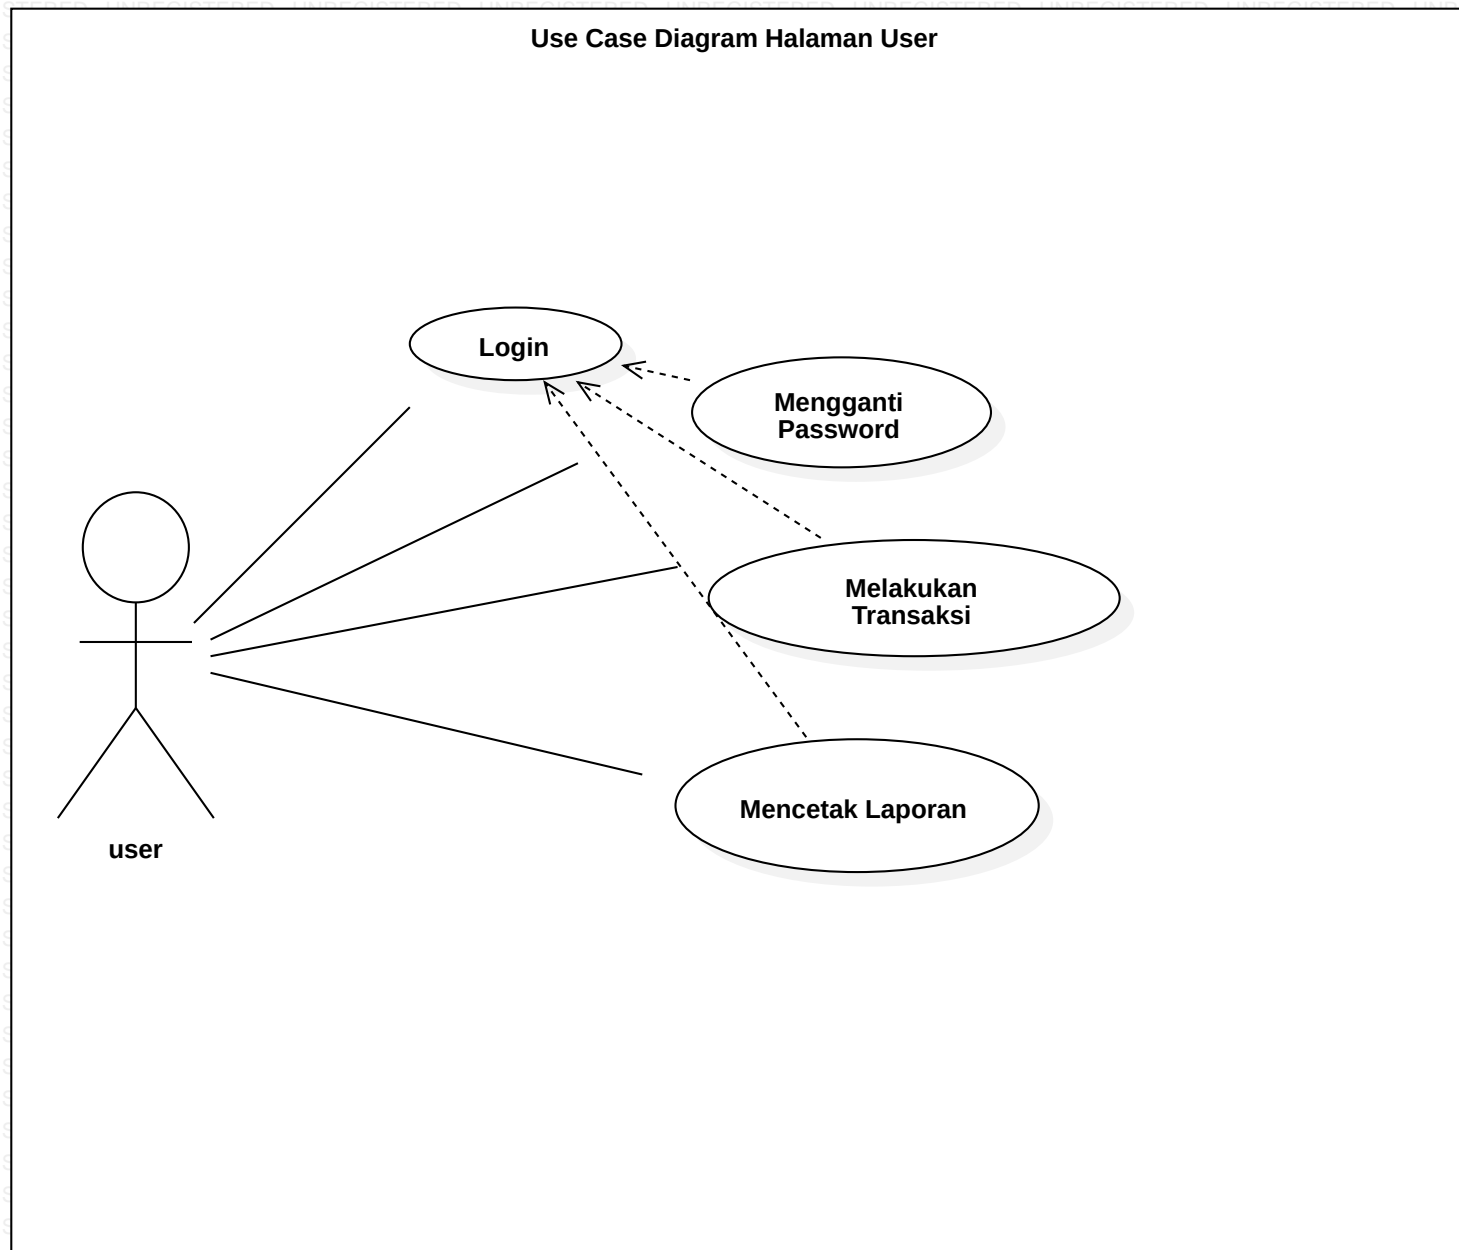 Use Case Diagram Halaman User
Login
Mengganti
Password
Melakukan
Transaksi
Mencetak Laporan
user